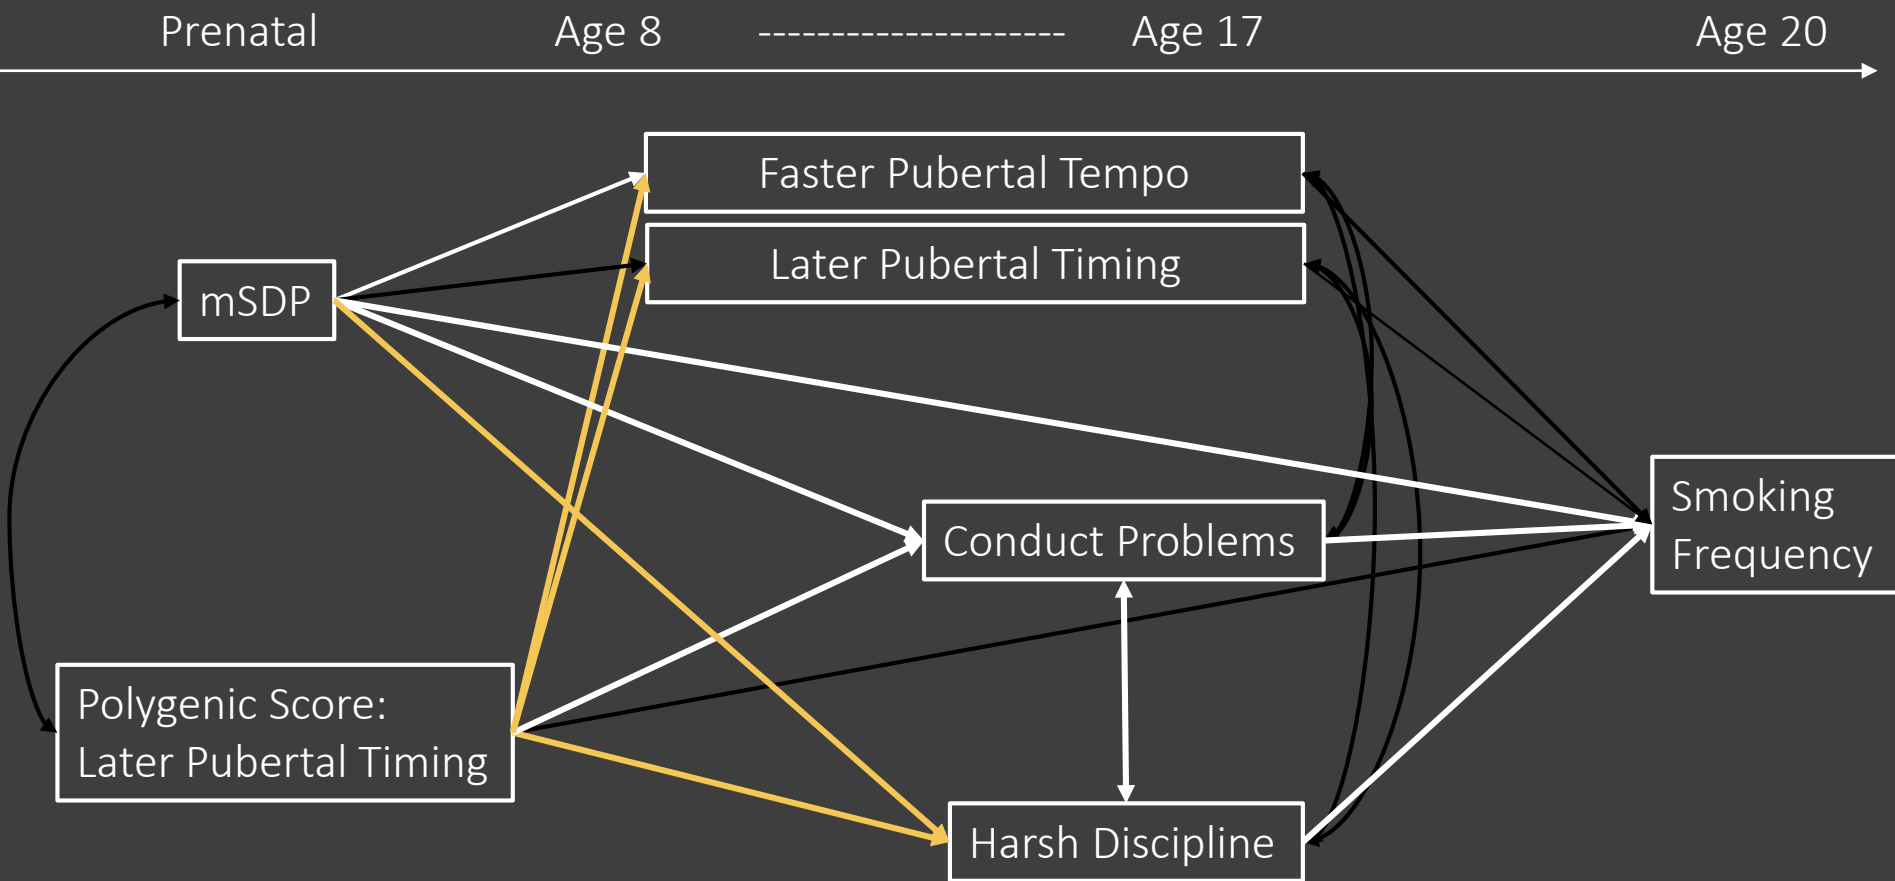 Prenatal Age 8 --------------------- Age 17 Age 20
Faster Pubertal Tempo
Later Pubertal Timing
mSDP
Smoking
Frequency
Conduct Problems
Polygenic Score:
Later Pubertal Timing
Harsh Discipline